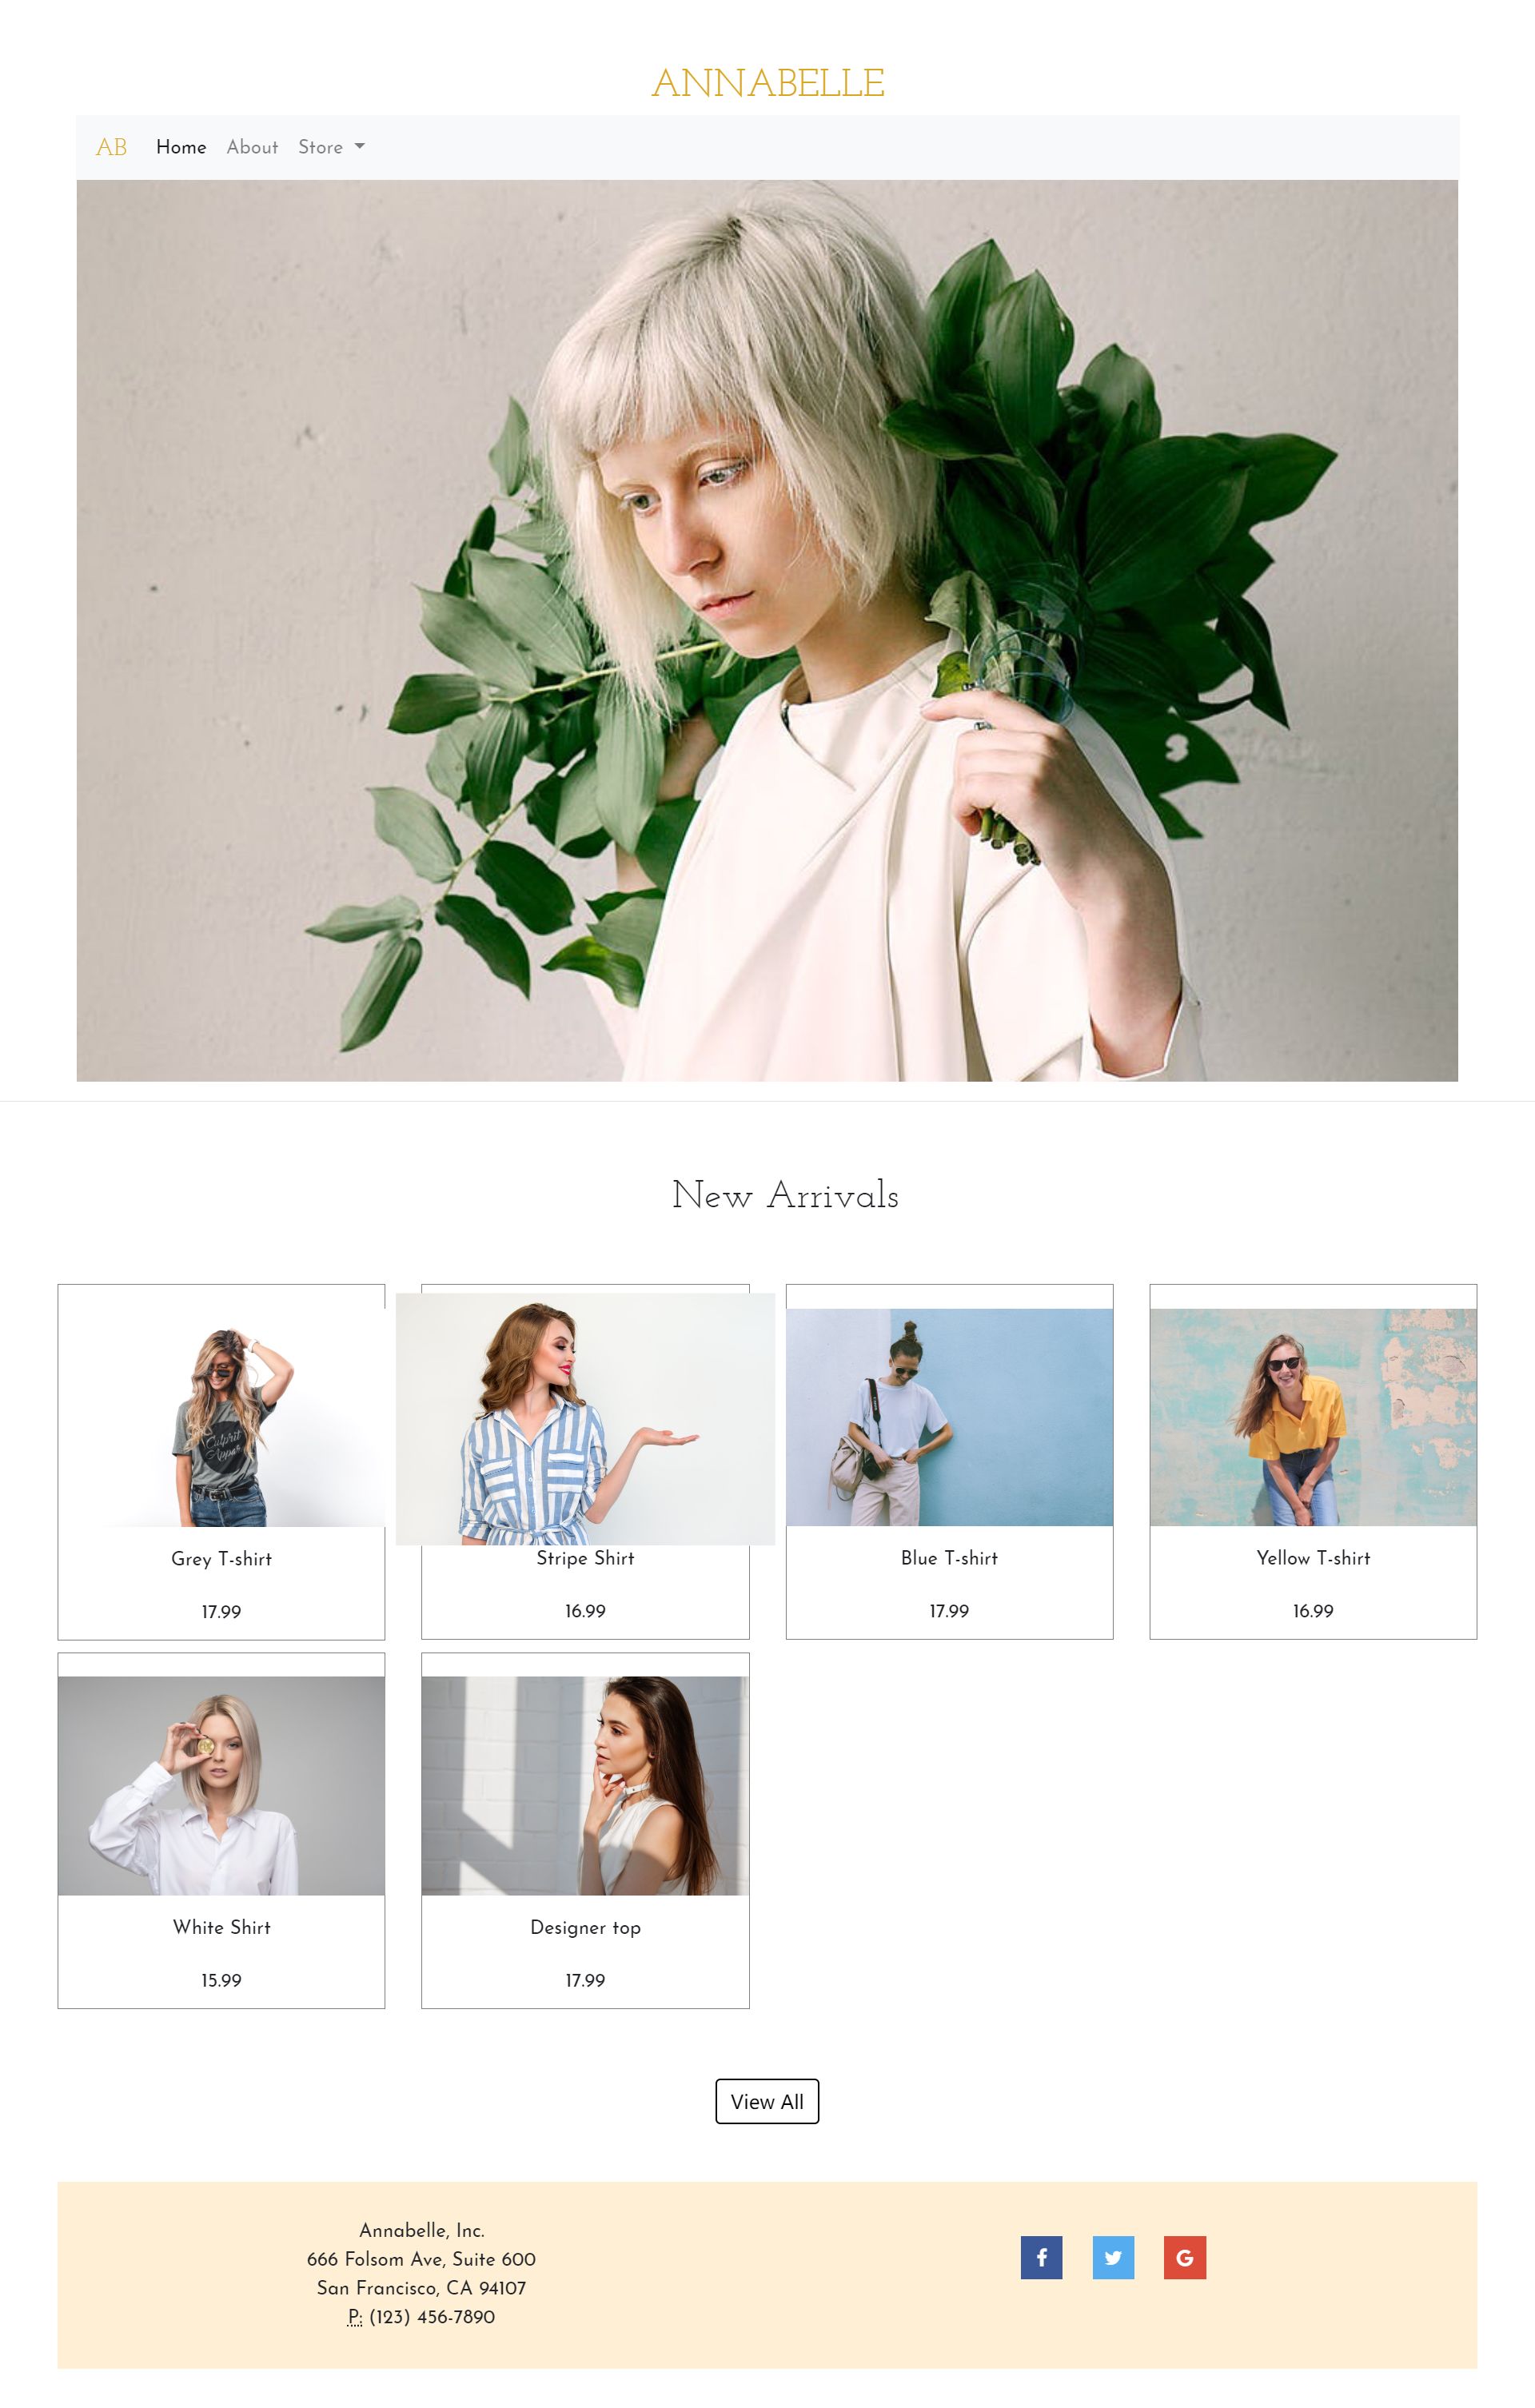 ANNABELLE
AB Home About Store
New Arrivals
Culprit
Grey T-shirt
17.99
Stripe Shirt
16.99
Blue T-shirt
17.99
Yellow T-shirt
16.99
White Shirt
15.99
Designer top
17.99
View All
Annabelle, Inc.
666 Folsom Ave, Suite 600
San Francisco, CA 94107
P: (123) 456-7890